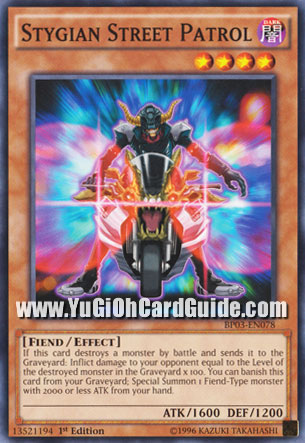 STYGIAN STREET PATROL
DARK
闇
www.YuGiOhCardGuide.com
BP03-EN078
[FIEND / EFFECT]
If this card destroys a monster by battle and sends it to the
Graveyard: Inflict damage to your opponent equal to the Level of
the destroyed monster in the Graveyard x 100. You can banish this
card from your Graveyard; Special Summon 1 Fiend-Type monster
with 2000 or less ATK from your hand.
ATK/1600 DEF/1200
13521194 1st Edition ©1996 KAZUKI TAKAHASHI